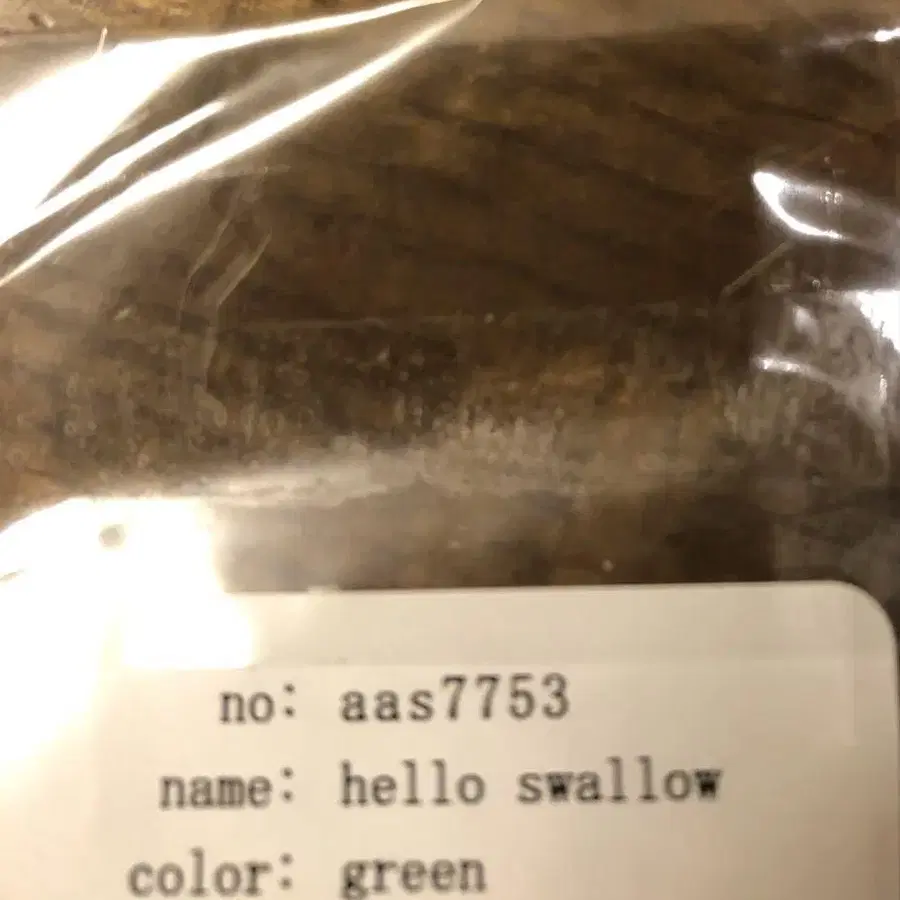 no: aas7753
name: hello swallow
color: green